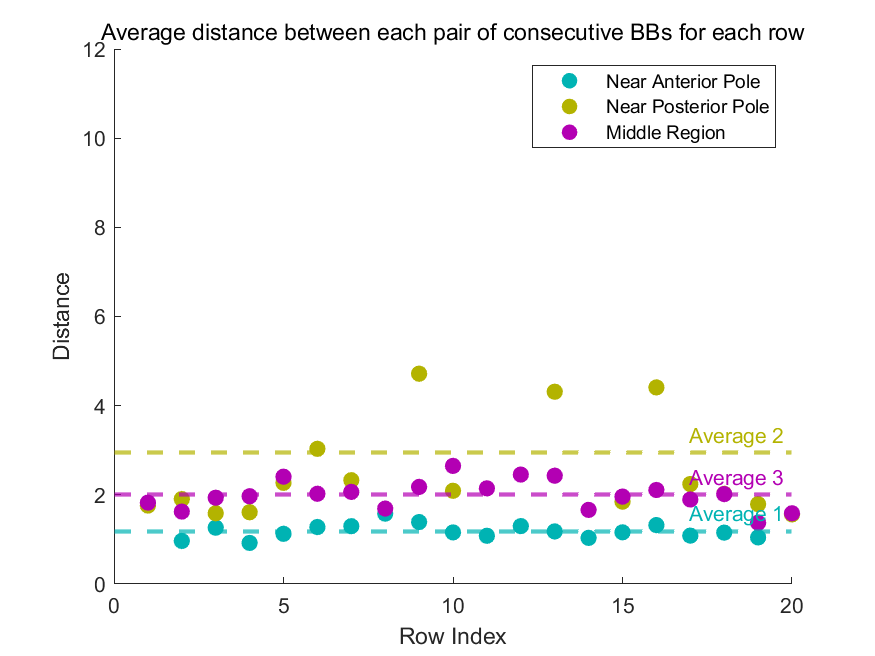 Average distance between each pair of consecutive BBs for each row
12
10
8
6
4
2
0
Distance
Near Anterior Pole
Near Posterior Pole
Middle Region
Average 2
Average 3
Average 1
0 5 10 15 20
Row Index